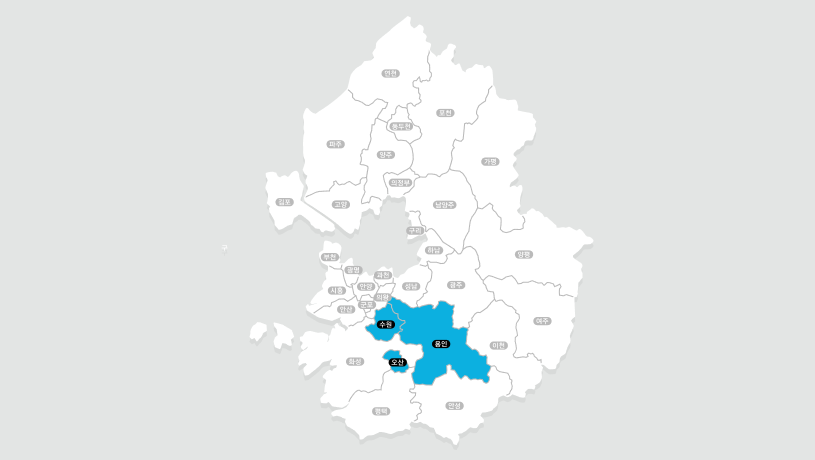 연천
포천
동두천
파주
양주
가평
의정부
김포
고양
남양주
구리
하남
양평
부천
광명
과천
안양
성남
광주
시흥
의왕
군포
안산
수원
여주
용인
이천
화성
오산
평택
안성